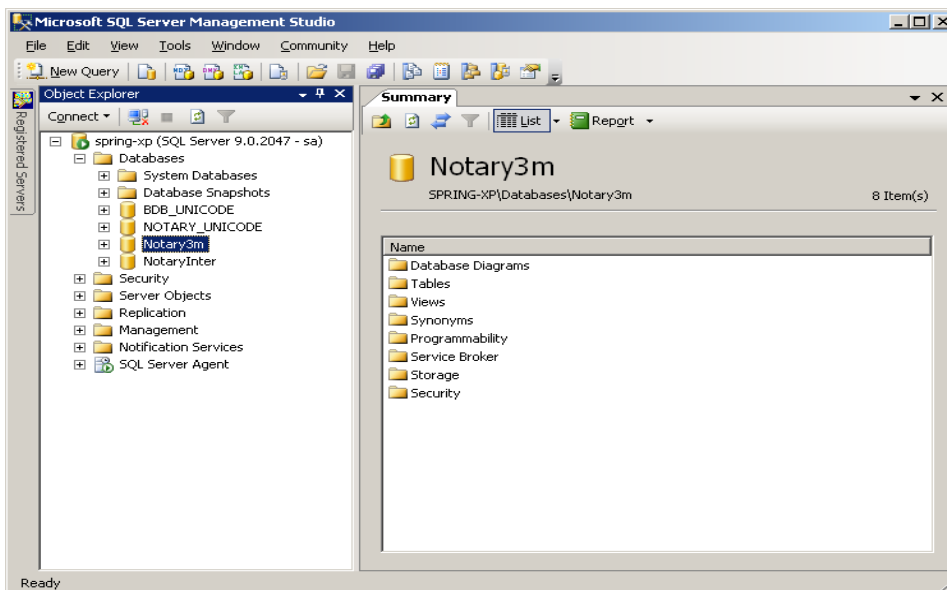 Microsoft SQL Server Management Studio
File Edit View Tools Window Community Help
New Query
Registered Servers
Object Explorer
Connect
spring-xp (SQL Server 9.0.2047 - sa)
Databases
System Databases
Database Snapshots
BDB_UNICODE
NOTARY_UNICODE
Notary3m
NotaryInter
Security
Server Objects
Replication
Management
Notification Services
SQL Server Agent
Summary
List Report
Notary3m
SPRING-XP\Databases\Notary3m 8 Item(s)
Name
Database Diagrams
Tables
Views
Synonyms
Programmability
Service Broker
Storage
Security
Ready